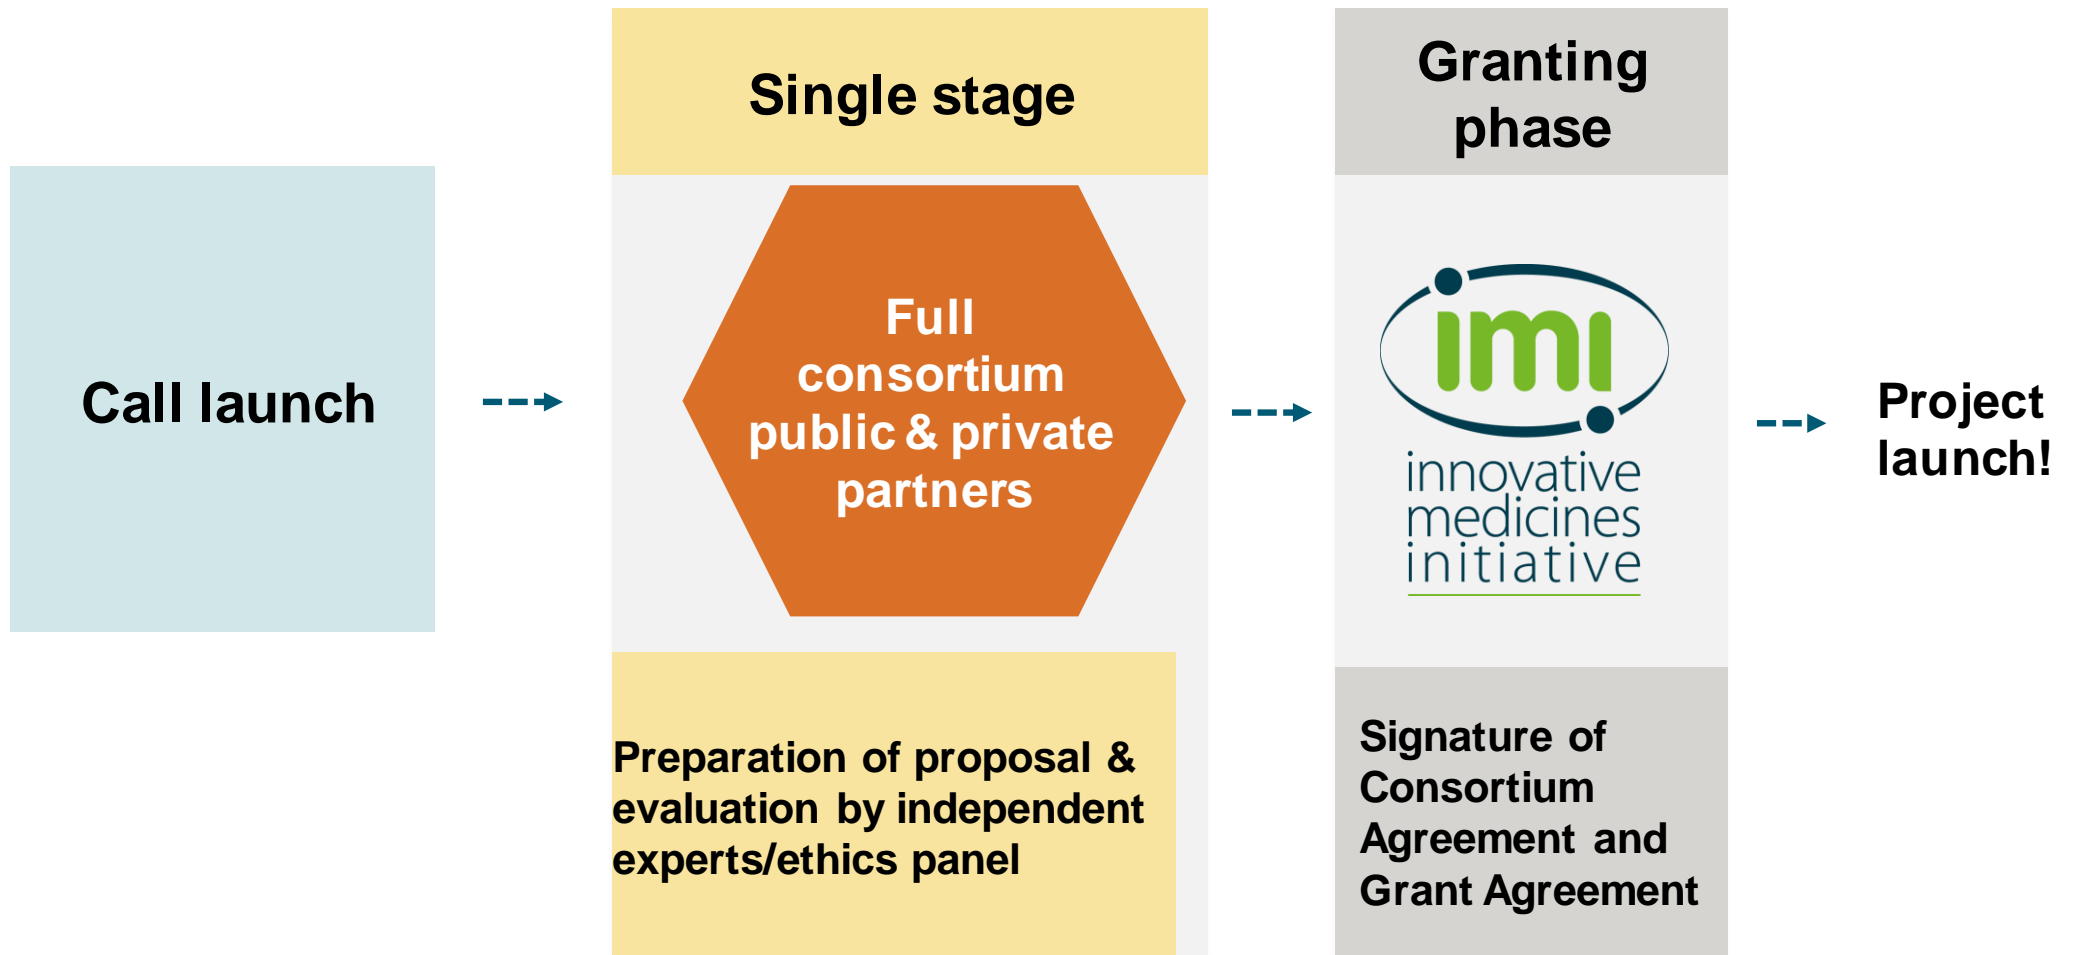 Call launch
Single stage
Full
consortium
public & private
partners
Preparation of proposal &
evaluation by independent
experts/ethics panel
Granting
phase
imi
innovative
medicines
initiative
Signature of
Consortium
Agreement and
Grant Agreement
Project
launch!